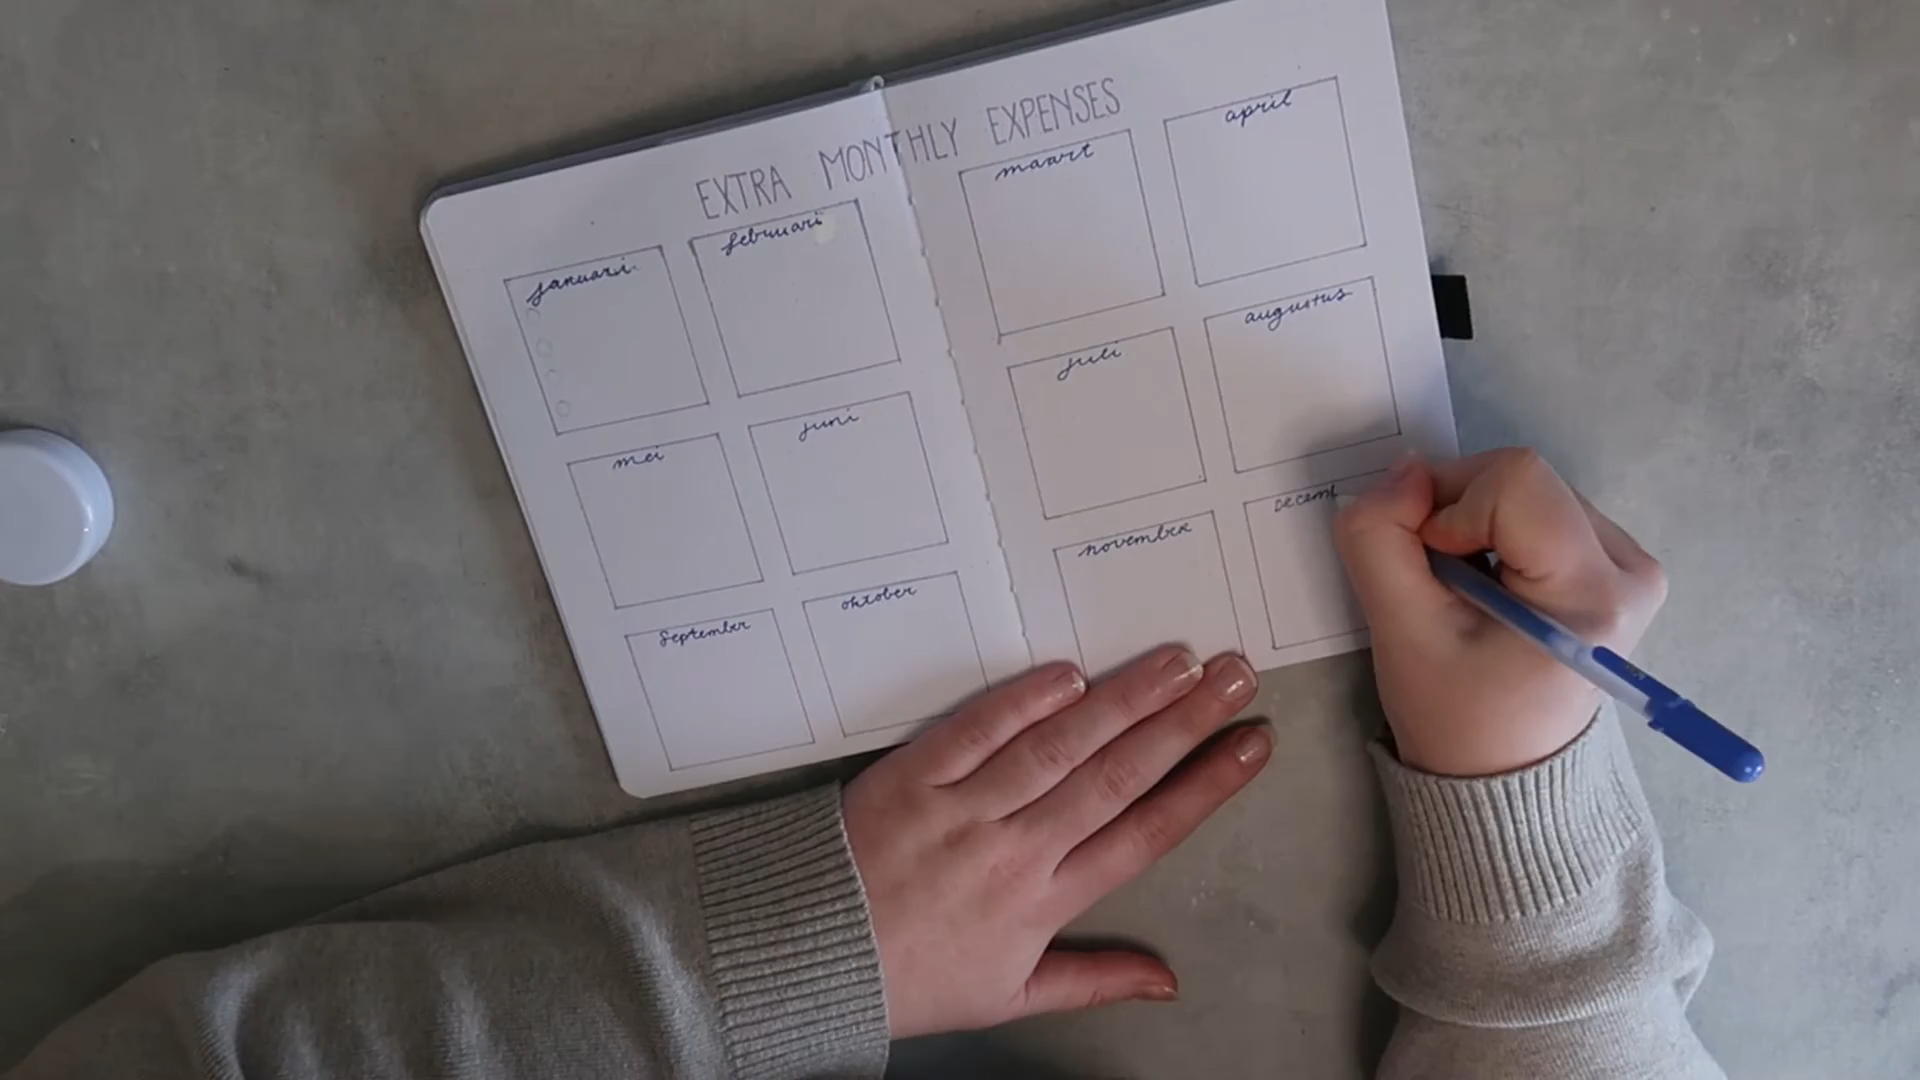 EXTRA MONTHLY EXPENSES
januari
februari
maart
april
mei
juni
juli
augustus
september
oktober
november
decemb